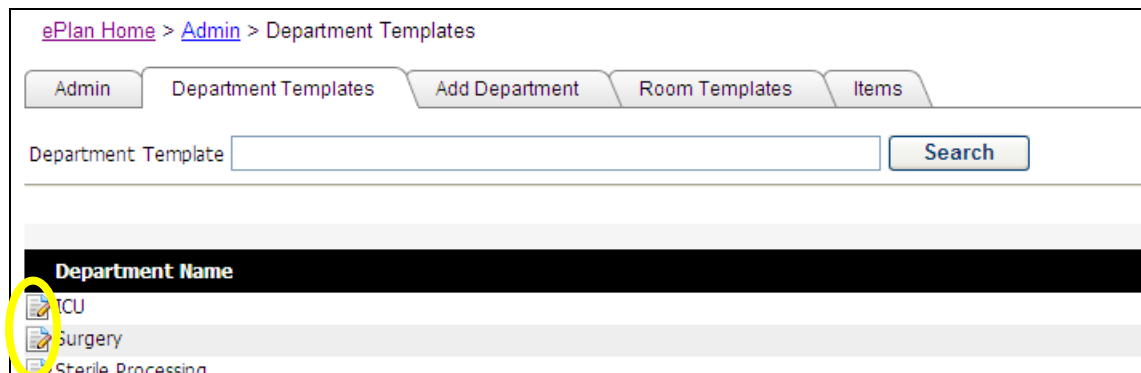 ePlan Home > Admin > Department Templates
Admin Department Templates Add Department Room Templates Items
Department Template Search
Department Name
ICU
Surgery
Sterile Processing